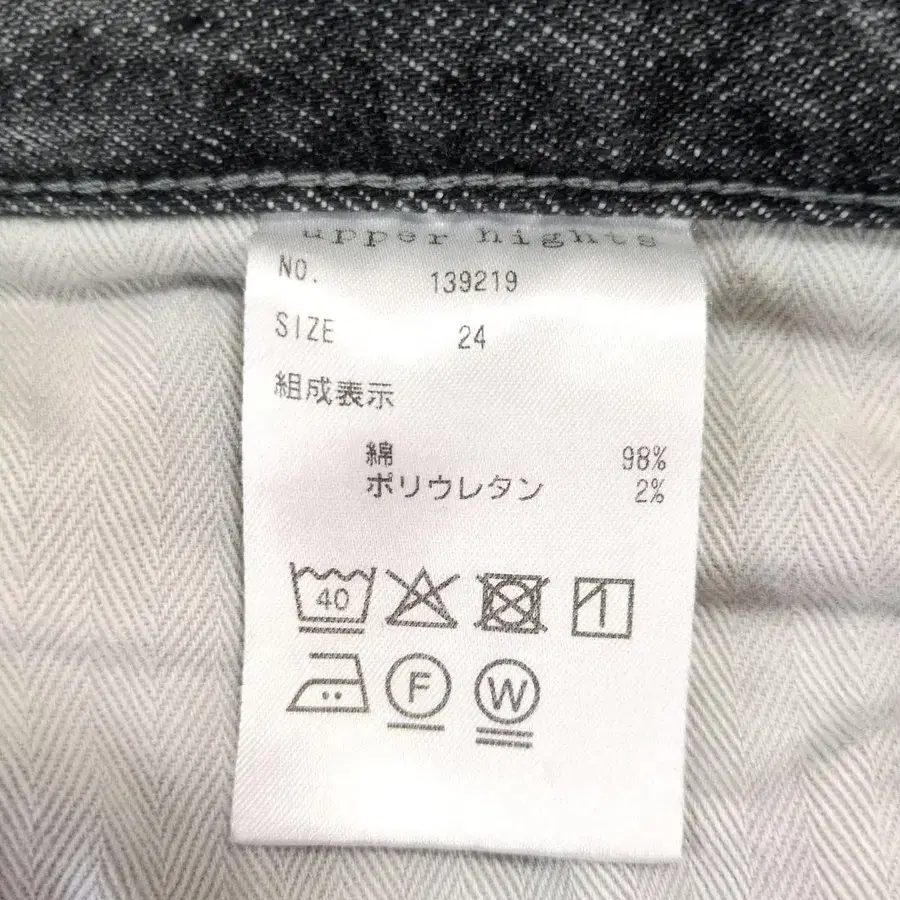 upper hights
NO. 139219
SIZE 24
組成表示
綿 98%
ポリウレタン 2%
40
F W